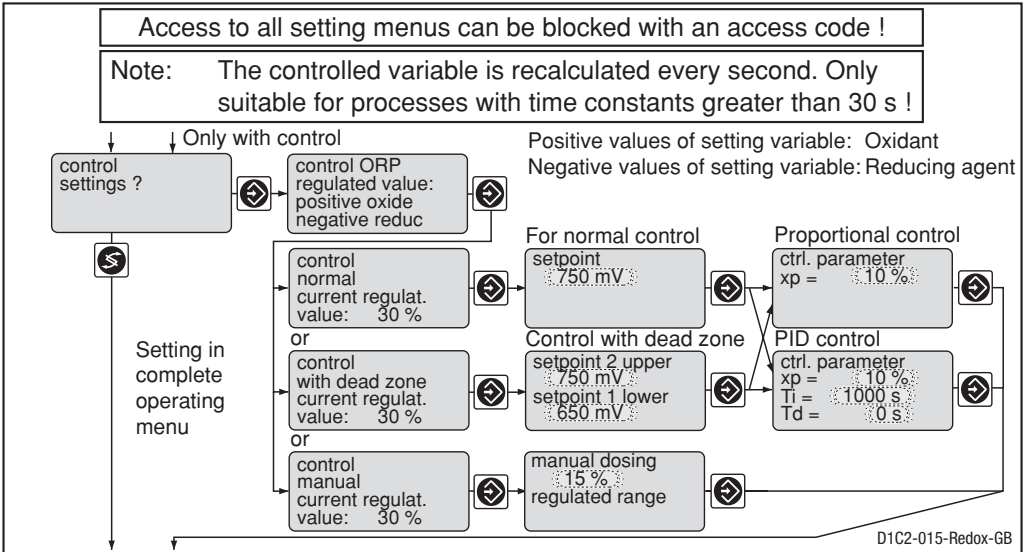 Access to all setting menus can be blocked with an access code !
Note: The controlled variable is recalculated every second. Only
suitable for processes with time constants greater than 30 s !
Only with control
Positive values of setting variable: Oxidant
Negative values of setting variable: Reducing agent
control
settings ?
control ORP
regulated value:
positive oxide
negative reduc
For normal control
Proportional control
control
normal
current regulat.
value: 30 %
setpoint
750 mV
ctrl. parameter
xp = 10 %
or
Control with dead zone
PID control
Setting in
complete
operating
menu
control
with dead zone
current regulat.
value: 30 %
setpoint 2 upper
750 mV
setpoint 1 lower
650 mV
ctrl. parameter
xp = 10 %
Ti = 1000 s
Td = 0 s
or
control
manual
current regulat.
value: 30 %
manual dosing
15 %
regulated range
D1C2-015-Redox-GB